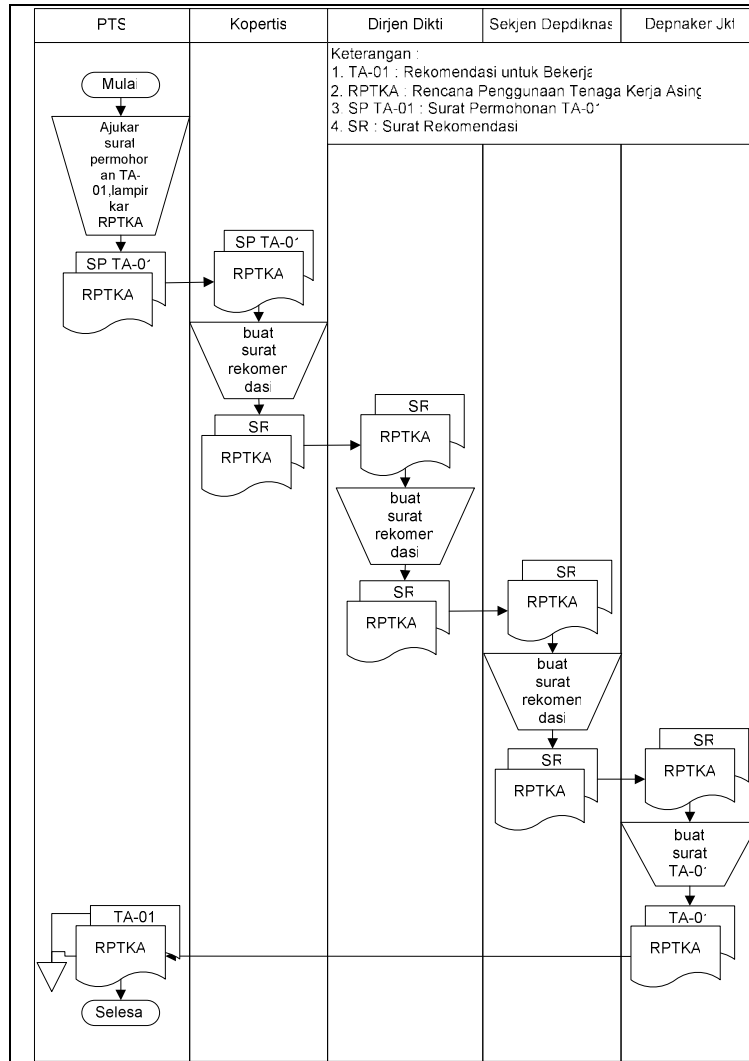 PTS
Kopertis
Dirjen Dikti
Sekjen Depdiknas
Depnaker Jkt
Keterangan :
1. TA-01 : Rekomendasi untuk Bekerja
2. RPTKA : Rencana Penggunaan Tenaga Kerja Asing
3. SP TA-01 : Surat Permohonan TA-01
4. SR : Surat Rekomendasi
Mulai
Ajukan
surat
permohon
an TA-
01,lampir
kan
RPTKA
SP TA-01
RPTKA
SP TA-01
RPTKA
buat
surat
rekomen
dasi
SR
RPTKA
SR
RPTKA
buat
surat
rekomen
dasi
SR
RPTKA
SR
RPTKA
buat
surat
rekomen
dasi
SR
RPTKA
SR
RPTKA
buat
surat
TA-01
TA-01
RPTKA
TA-01
RPTKA
Selesai